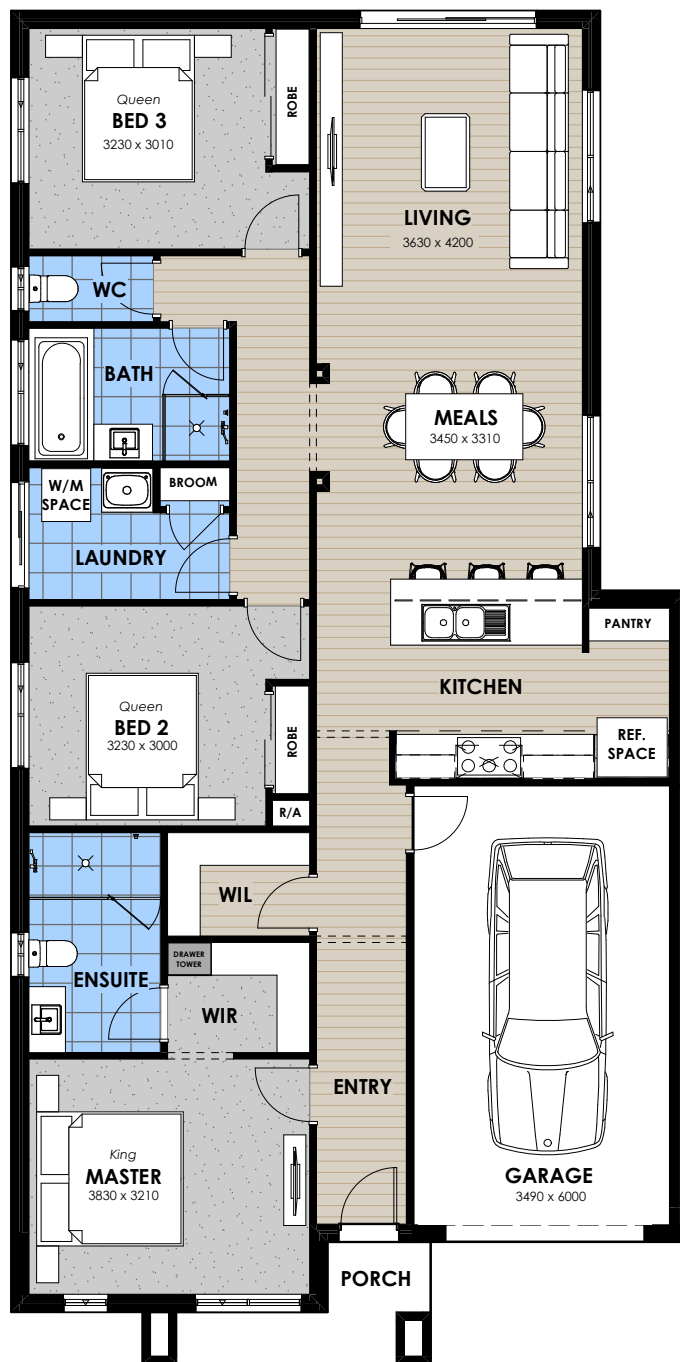 Queen
BED 3
3230 x 3010
ROBE
LIVING
3630 x 4200
WC
BATH
MEALS
3450 x 3310
W/M
SPACE
BROOM
LAUNDRY
PANTRY
KITCHEN
REF.
SPACE
Queen
BED 2
3230 x 3000
ROBE
R/A
WIL
DRAWER
TOWER
ENSUITE
WIR
ENTRY
King
MASTER
3830 x 3210
GARAGE
3490 x 6000
PORCH